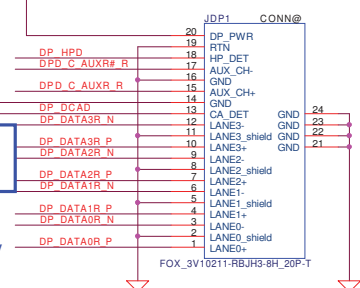 JDP1 CONN@
20 DP_PWR
19 RTN
DP_HPD 18 HP_DET
DPD_C_AUXR#_R 17 AUX_CH-
16 GND
DPD_C_AUXR_R 15 AUX_CH+
14 GND
DP_DCAD 13 CA_DET GND 24
DP_DATA3R_N 12 LANE3- GND 23
11 LANE3_shield GND 22
DP_DATA3R_P 10 LANE3+ GND 21
DP_DATA2R_N 9 LANE2-
8 LANE2_shield
DP_DATA2R_P 7 LANE2+
DP_DATA1R_N 6 LANE1-
5 LANE1_shield
DP_DATA1R_P 4 LANE1+
DP_DATA0R_N 3 LANE0-
2 LANE0_shield
DP_DATA0R_P 1 LANE0+
FOX_3V10211-RBJH3-8H_20P-T